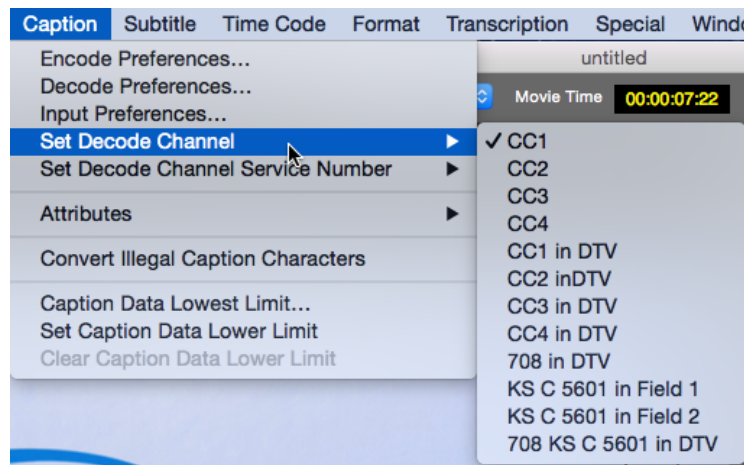 Caption Subtitle Time Code Format Transcription Special
Encode Preferences...
Decode Preferences...
Input Preferences...
Set Decode Channel
Set Decode Channel Service Number
Attributes
Convert Illegal Caption Characters
Caption Data Lowest Limit...
Set Caption Data Lower Limit
Clear Caption Data Lower Limit
untitled
Movie Time 00:00:07:22
CC1
CC2
CC3
CC4
CC1 in DTV
CC2 inDTV
CC3 in DTV
CC4 in DTV
708 in DTV
KS C 5601 in Field 1
KS C 5601 in Field 2
708 KS C 5601 in DTV